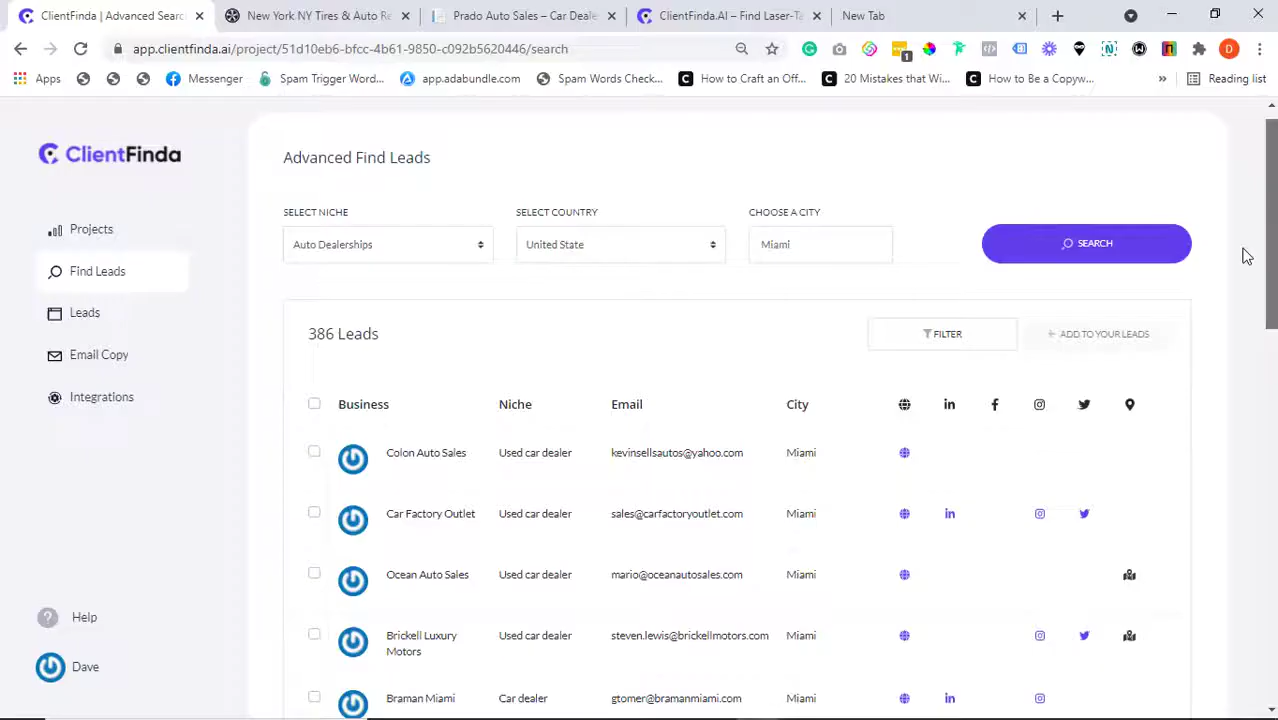 ClientFinda | Advanced Searc
New York NY Tires & Auto Re
Prado Auto Sales – Car Deale
ClientFinda.AI – Find Laser-Ta
New Tab
app.clientfinda.ai/project/51d10eb6-bfcc-4b61-9850-c092b5620446/search
1
D
Apps
Messenger
Spam Trigger Word...
app.adabundle.com
Spam Words Check...
How to Craft an Off...
20 Mistakes that Wi...
How to Be a Copyw...
Reading list
ClientFinda
Projects
Find Leads
Leads
Email Copy
Integrations
Help
Dave
Advanced Find Leads
SELECT NICHE
SELECT COUNTRY
CHOOSE A CITY
Auto Dealerships
United State
Miami
SEARCH
386 Leads
FILTER
ADD TO YOUR LEADS
Business Niche Email City
Colon Auto Sales Used car dealer kevinsellsautos@yahoo.com Miami
Car Factory Outlet Used car dealer sales@carfactoryoutlet.com Miami
Ocean Auto Sales Used car dealer mario@oceanautosales.com Miami
Brickell Luxury Used car dealer steven.lewis@brickellmotors.com Miami
Motors
Braman Miami Car dealer gtomer@bramanmiami.com Miami